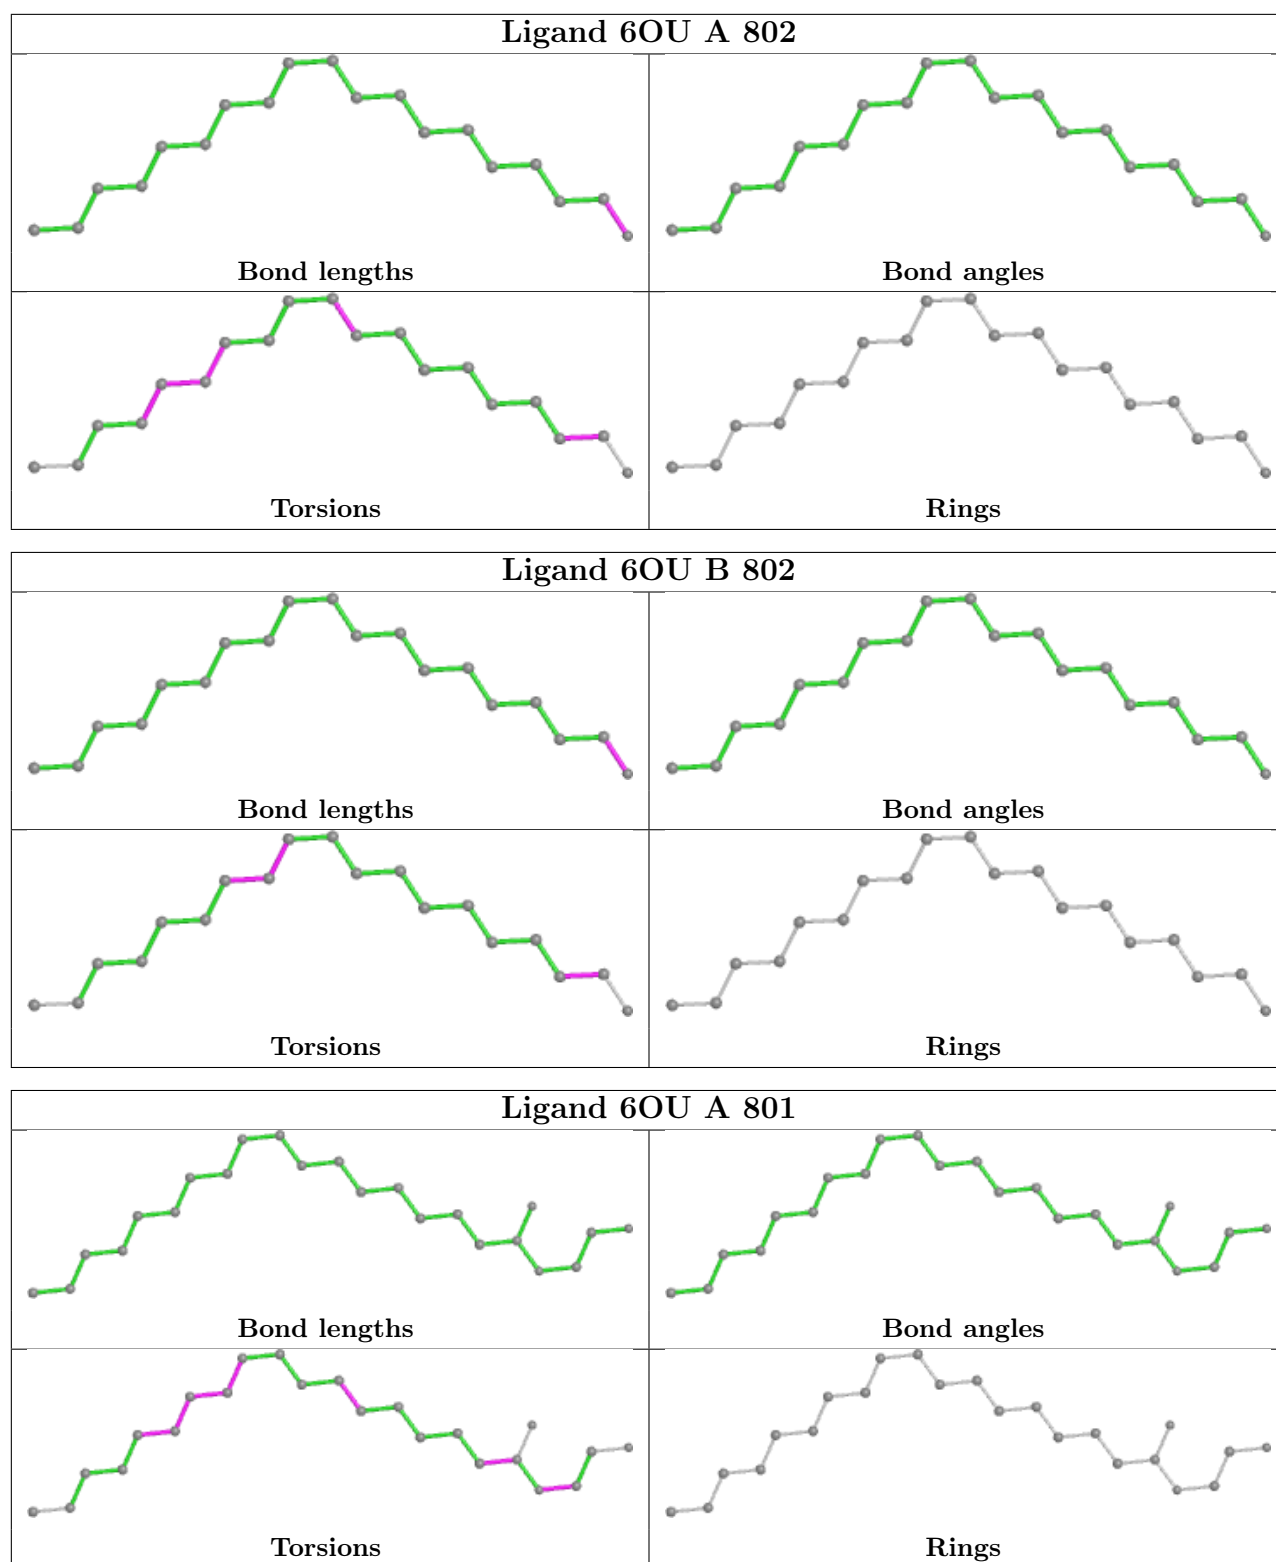 Ligand 6OU A 802
Bond lengths
Bond angles
Torsions
Rings
Ligand 6OU B 802
Bond lengths
Bond angles
Torsions
Rings
Ligand 6OU A 801
Bond lengths
Bond angles
Torsions
Rings